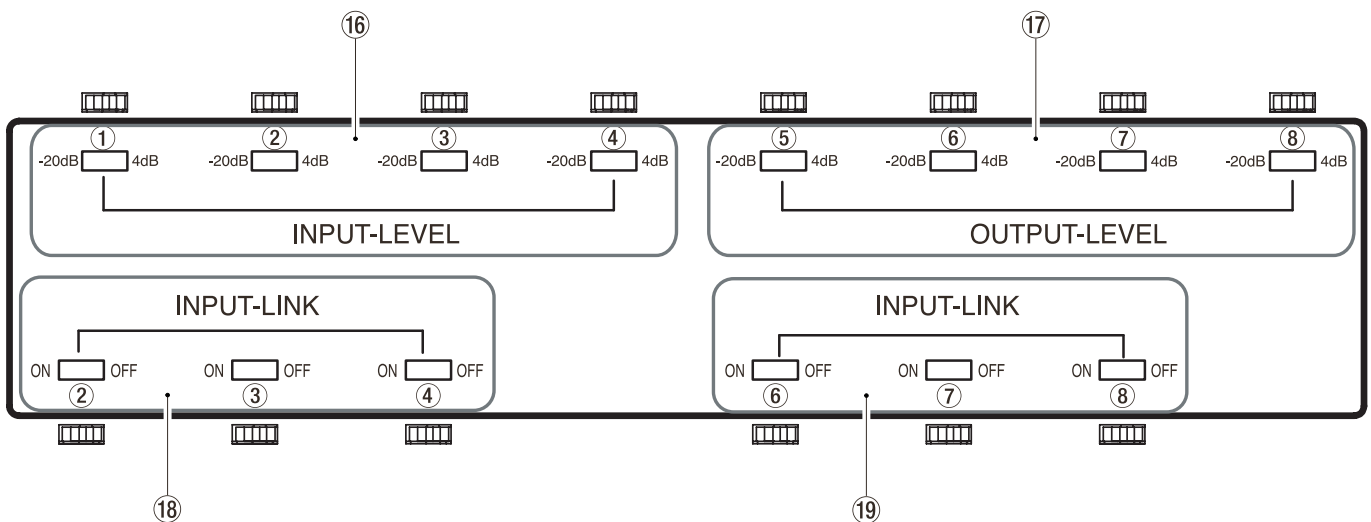 ⑯ ⑰
① ② ③ ④ ⑤ ⑥ ⑦ ⑧
-20dB 4dB -20dB 4dB -20dB 4dB -20dB 4dB -20dB 4dB -20dB 4dB -20dB 4dB -20dB 4dB
INPUT-LEVEL OUTPUT-LEVEL
INPUT-LINK INPUT-LINK
ON OFF ON OFF ON OFF ON OFF ON OFF ON OFF
② ③ ④ ⑥ ⑦ ⑧
⑱ ⑲